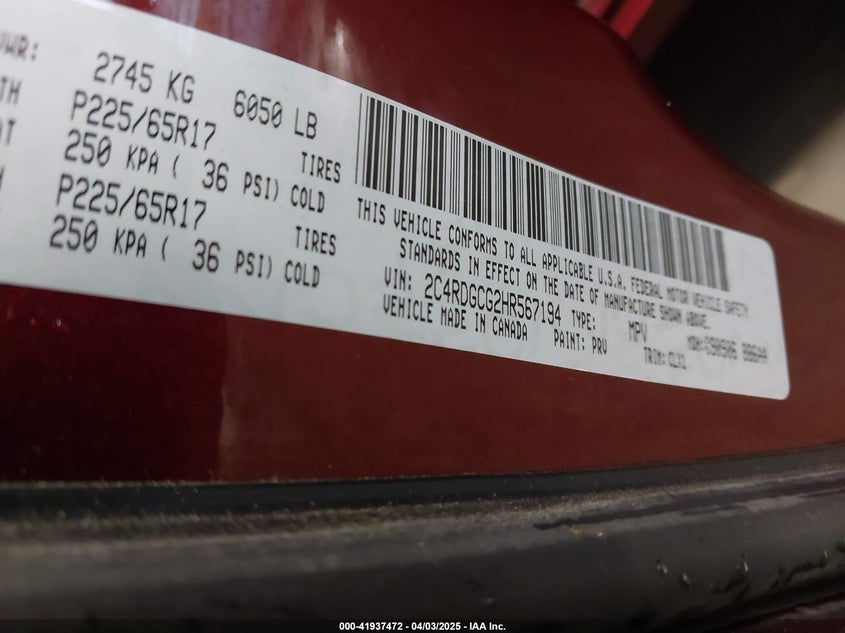 VWR: 2745 KG 6050 LB
TH P225/65R17 TIRES
AT 250 KPA ( 36 PSI) COLD
P225/65R17 TIRES
250 KPA ( 36 PSI) COLD
THIS VEHICLE CONFORMS TO ALL APPLICABLE U.S.A. FEDERAL MOTOR VEHICLE SAFETY
STANDARDS IN EFFECT ON THE DATE OF MANUFACTURE SHOWN ABOVE.
VIN: 2C4RDGCG2HR567194 TYPE: MPV MDH:
VEHICLE MADE IN CANADA PAINT: PRV TRIM: CLX1
000-41937472 | 04/03/2025 - IAA Inc.